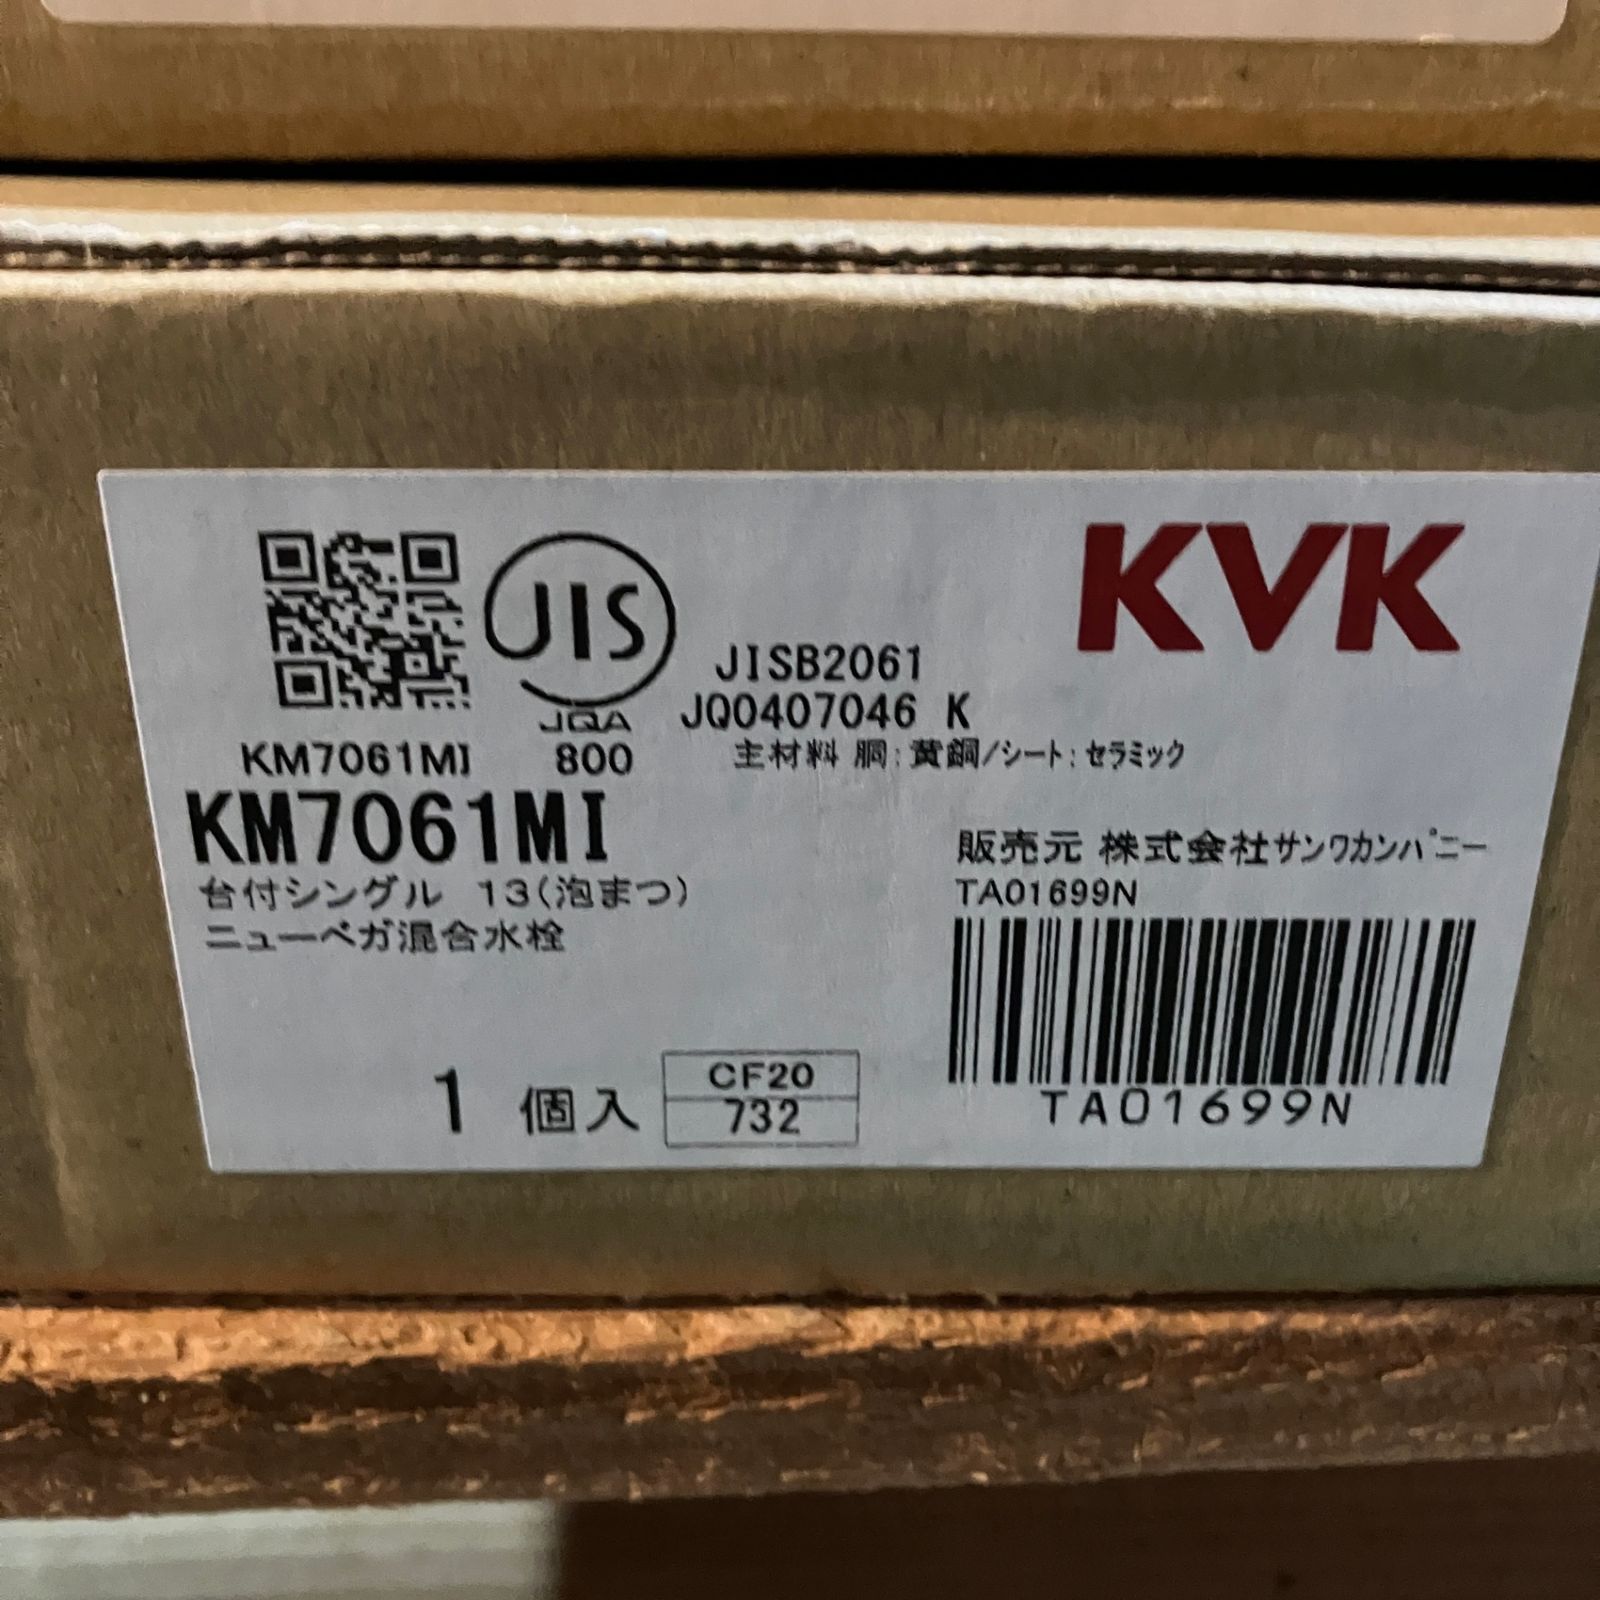 JIS
KVK
JISB2061
JQA
JQ0407046 K
KM7061MI
800
主材料 胴:黄銅/シート:セラミック
KM7061MI
台付シングル 13(泡まつ)
ニューベガ混合水栓
販売元 株式会社サンワカンパニー
TA01699N
1 個入
CF20
732
TA01699N